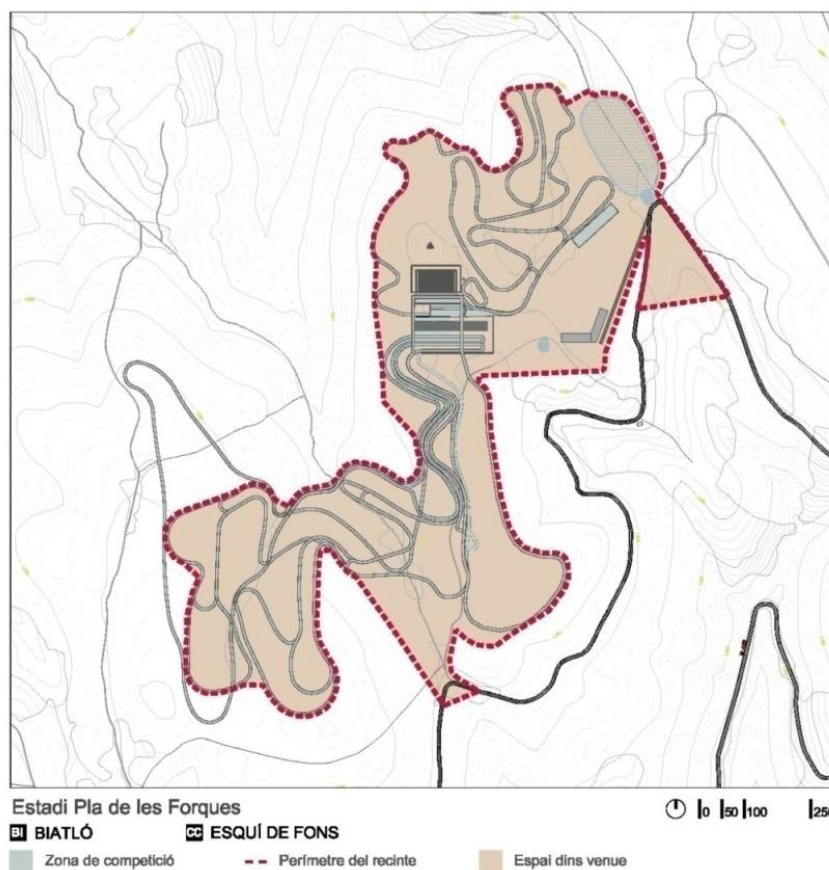 Estadi Pla de les Forques
0 50 100 250
BI BIATLÓ CC ESQUÍ DE FONS
Zona de competició Perímetre del recinte Espai dins venue